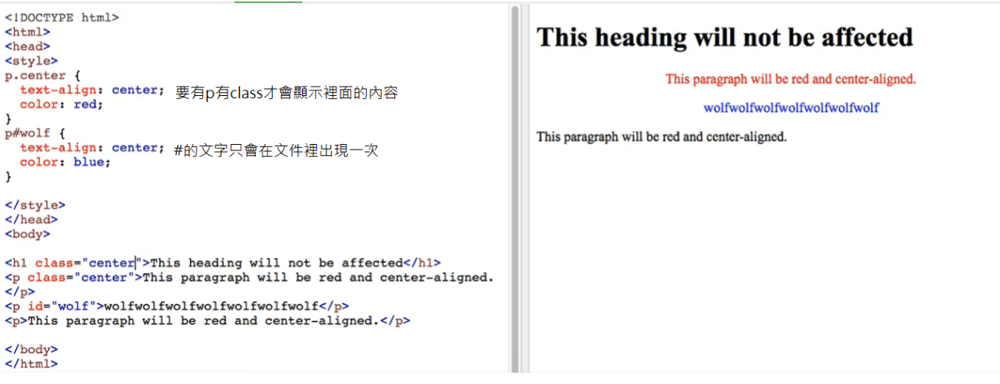 <!DOCTYPE html>
<html>
<head>
<style>
p.center {
  text-align: center; 要有p有class才會顯示裡面的內容
  color: red;
}
p#wolf {
  text-align: center; #的文字只會在文件裡出現一次
  color: blue;
}
</style>
</head>
<body>
<h1 class="center">This heading will not be affected</h1>
<p class="center">This paragraph will be red and center-aligned.
</p>
<p id="wolf">wolfwolfwolfwolfwolfwolfwolf</p>
<p>This paragraph will be red and center-aligned.</p>
</body>
</html>
This heading will not be affected
This paragraph will be red and center-aligned.
wolfwolfwolfwolfwolfwolfwolf
This paragraph will be red and center-aligned.